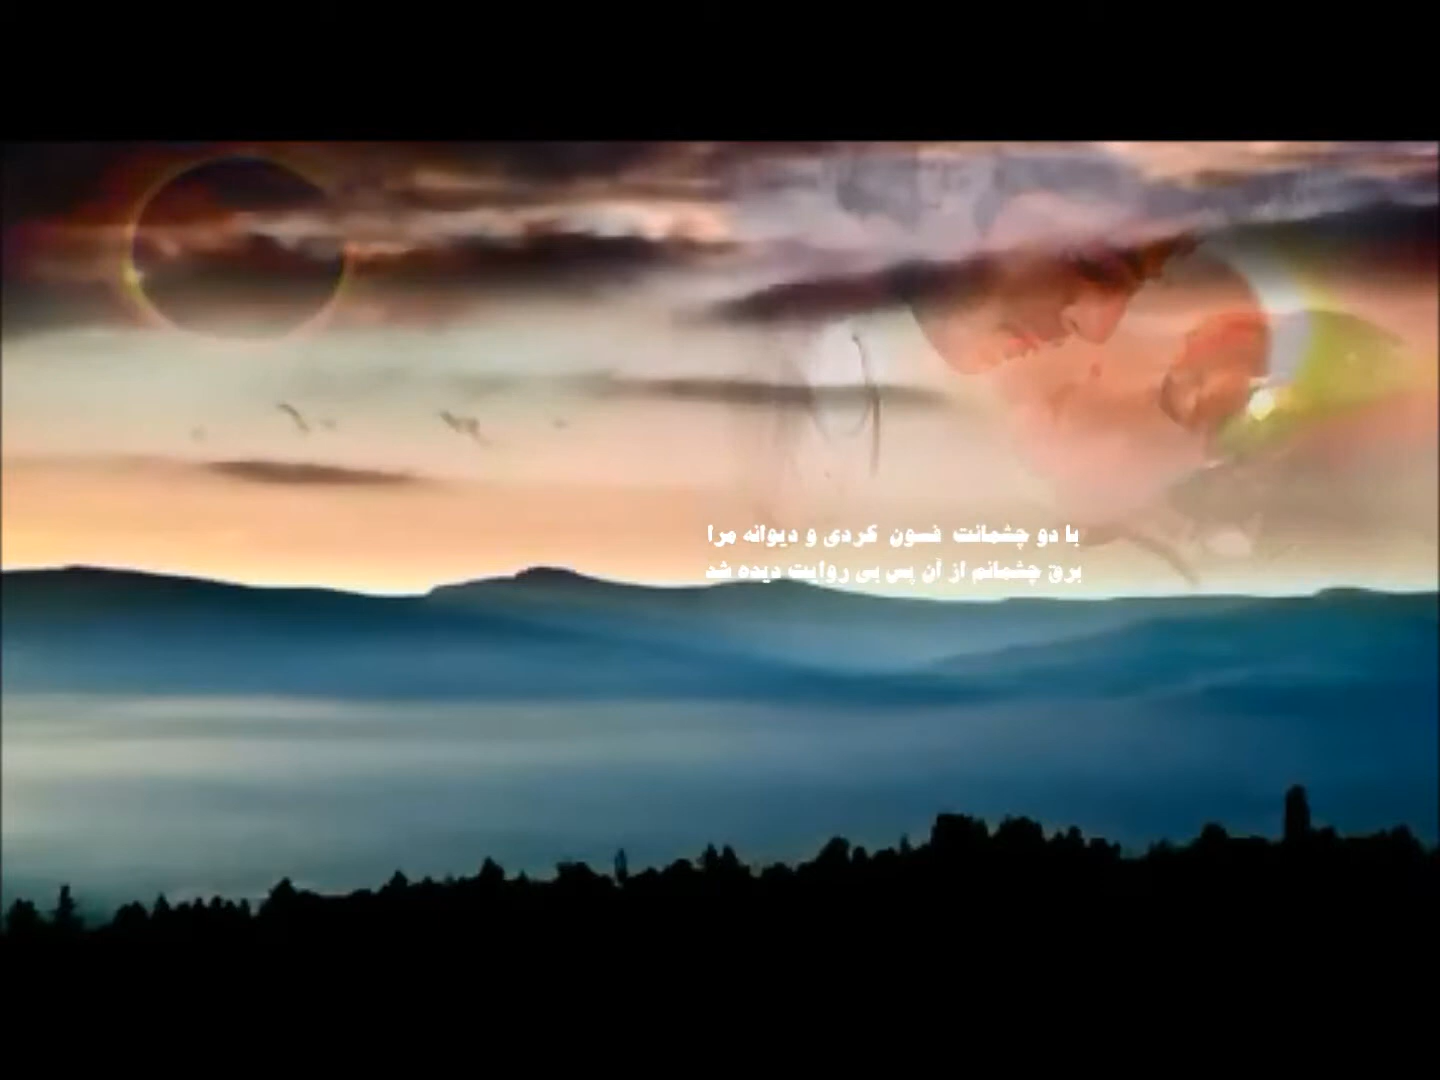 با دو چشمانت فسون کردی و دیوانه مرا
برق چشمانم از آن پس بی روایت دیده شد